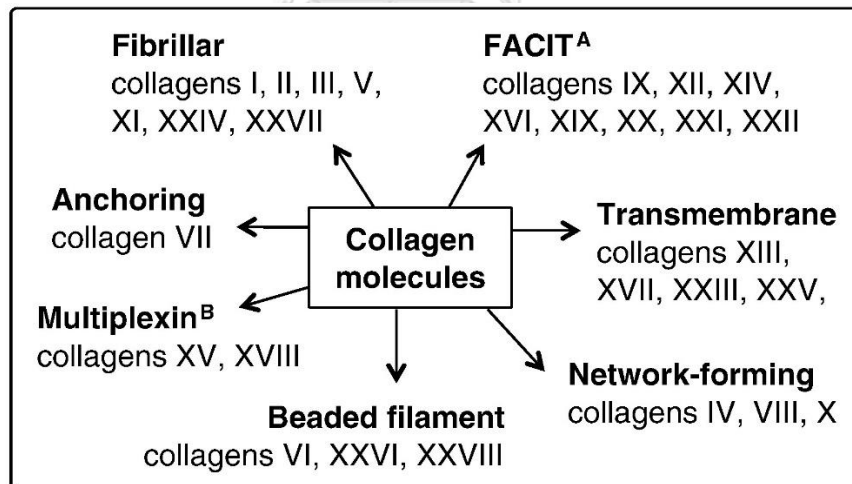 Fibrillar
collagens I, II, III, V,
XI, XXIV, XXVII
FACITᴬ
collagens IX, XII, XIV,
XVI, XIX, XX, XXI, XXII
Anchoring
collagen VII
Collagen
molecules
Transmembrane
collagens XIII,
XVII, XXIII, XXV,
Multiplexinᴮ
collagens XV, XVIII
Beaded filament
collagens VI, XXVI, XXVIII
Network-forming
collagens IV, VIII, X